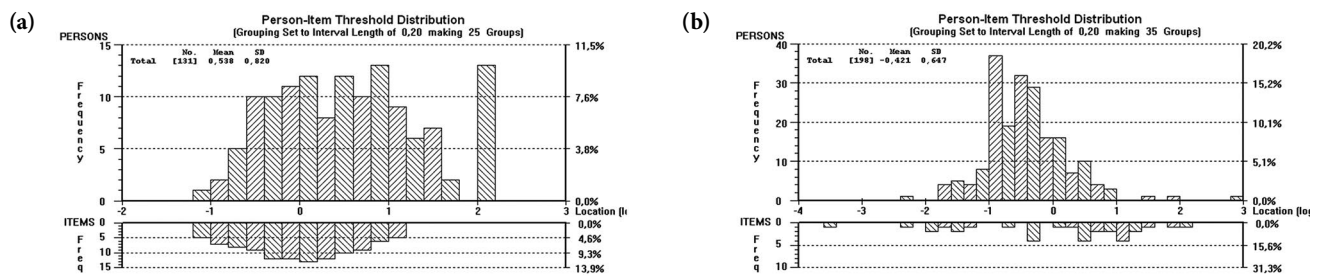 (a)
Person-Item Threshold Distribution
(Grouping Set to Interval Length of 0,20 making 25 Groups)
PERSONS
No. Mean SD
Total [131] 0,538 0,820
Frequency
15
10
5
0
11,5%
7,6%
3,8%
0,0%
-2 -1 0 1 2 3 Location (lo
ITEMS
Freq
0
5
10
15
0,0%
4,6%
9,3%
13,9%
(b)
Person-Item Threshold Distribution
(Grouping Set to Interval Length of 0,20 making 35 Groups)
PERSONS
No. Mean SD
Total [198] -0,421 0,647
Frequency
40
30
20
10
0
20,2%
15,2%
10,1%
5,1%
0,0%
-4 -3 -2 -1 0 1 2 3 Location (log
ITEMS
Freq
0
5
10
0,0%
15,6%
31,3%